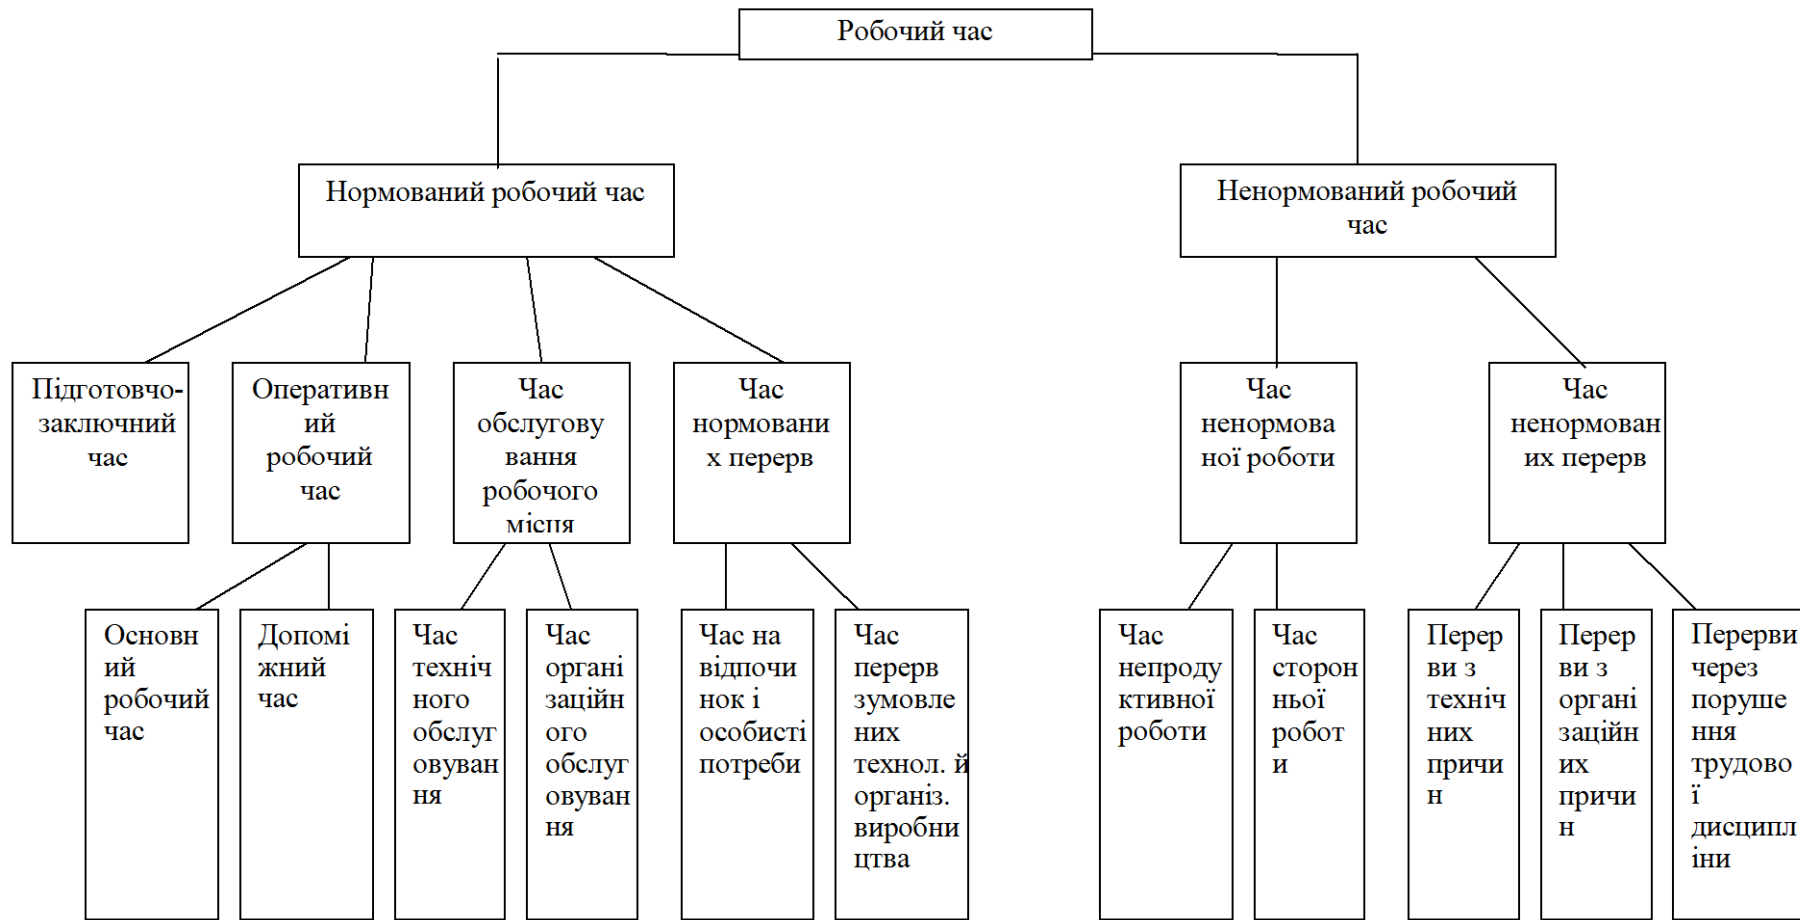 Робочий час
Нормований робочий час
Ненормований робочий
час
Підготовчо-
заключний
час
Оперативн
ий
робочий
час
Час
обслугову
вання
робочого
місця
Час
нормовани
х перерв
Час
ненормова
ної роботи
Час
ненормован
их перерв
Основн
ий
робочий
час
Допомі
жний
час
Час
техніч
ного
обслуг
овуван
ня
Час
органі
заційн
ого
обслуг
овуван
ня
Час на
відпочи
нок і
особисті
потреби
Час
перерв
зумовле
них
технол. й
організ.
виробни
цтва
Час
непроду
ктивної
роботи
Час
сторон
ньої
робот
и
Перер
ви з
техніч
них
причи
н
Перер
ви з
органі
заційн
их
причи
н
Перерви
через
поруше
ння
трудово
ї
дисципл
іни